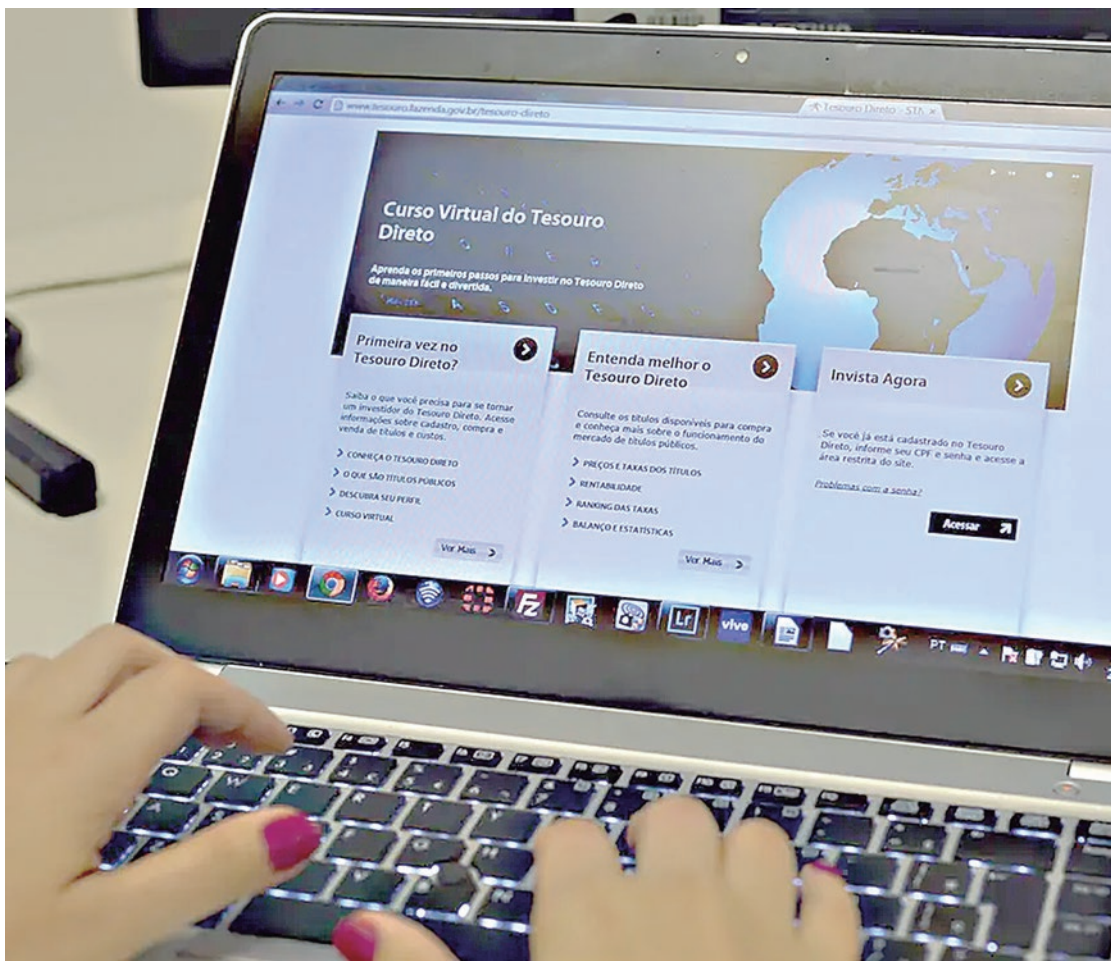 www.tesouro.fazenda.gov.br/tesouro-direto
Tesouro Direto - STN
Curso Virtual do Tesouro
Direto
Aprenda os primeiros passos para investir no Tesouro Direto
de maneira fácil e divertida.
Primeira vez no
Tesouro Direto?
Saiba o que você precisa para se tornar
um investidor do Tesouro Direto. Acesse
informações sobre cadastro, compra e
venda de títulos e custos.
CONHEÇA O TESOURO DIRETO
O QUE SÃO TÍTULOS PÚBLICOS
DESCUBRA SEU PERFIL
CURSO VIRTUAL
Ver Mais
Entenda melhor o
Tesouro Direto
Consulte os títulos disponíveis para compra
e conheça mais sobre o funcionamento do
mercado de títulos públicos.
PREÇOS E TAXAS DOS TÍTULOS
RENTABILIDADE
RANKING DAS TAXAS
BALANÇO E ESTATÍSTICAS
Ver Mais
Invista Agora
Se você já está cadastrado no Tesouro
Direto, informe seu CPF e senha e acesse a
área restrita do site.
Problemas com a senha?
Acessar
Fz
Lr
vivo
PT
Q W E R T Y
A